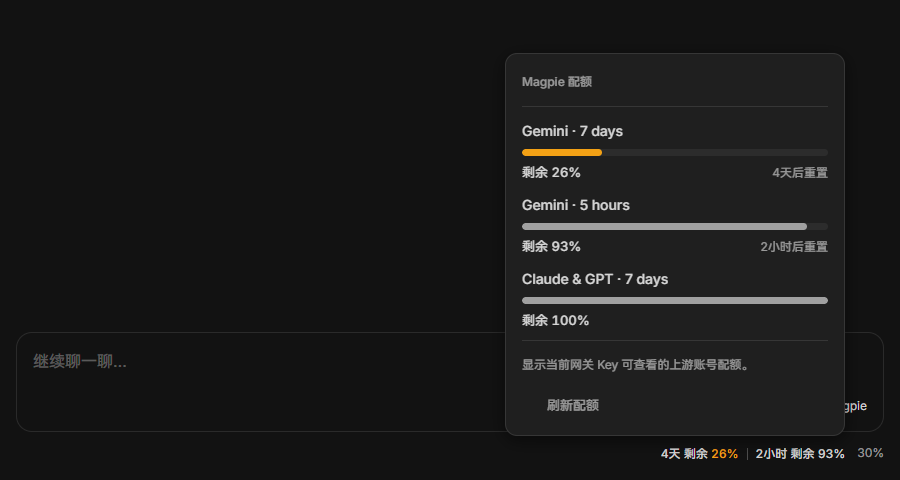 Magpie 配额
Gemini · 7 days
剩余 26% 4天后重置
Gemini · 5 hours
剩余 93% 2小时后重置
Claude & GPT · 7 days
剩余 100%
继续聊一聊...
显示当前网关 Key 可查看的上游账号配额。
刷新配额
gpie
4天 剩余 26% | 2小时 剩余 93% 30%